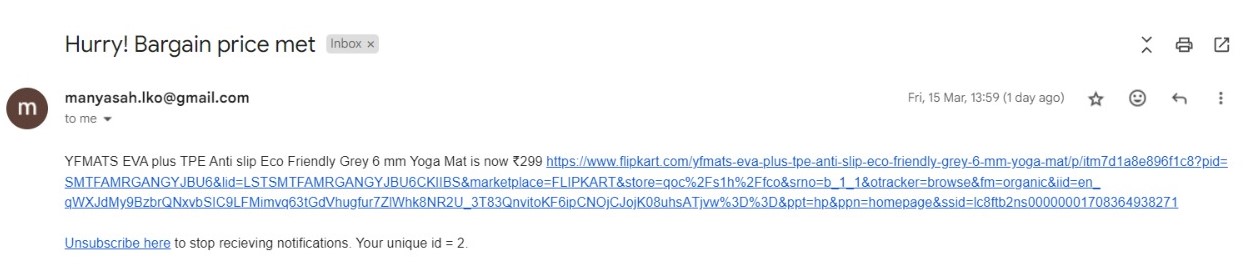 Hurry! Bargain price met Inbox ×
m
manyasah.lko@gmail.com Fri, 15 Mar, 13:59 (1 day ago)
to me
YFMATS EVA plus TPE Anti slip Eco Friendly Grey 6 mm Yoga Mat is now ₹299 https://www.flipkart.com/yfmats-eva-plus-tpe-anti-slip-eco-friendly-grey-6-mm-yoga-mat/p/itm7d1a8e896f1c8?pid=
SMTFAMRGANGYJBU6&lid=LSTSMTFAMRGANGYJBU6CKIIBS&marketplace=FLIPKART&store=qoc%2Fs1h%2Ffco&srno=b_1_1&otracker=browse&fm=organic&iid=en_
qWXJdMy9BzbrQNxvbSIC9LFMimvq63tGdVhugfur7ZlWhk8NR2U_3T83QnvitoKF6ipCNOjCJojK08uhsATjvw%3D%3D&ppt=hp&ppn=homepage&ssid=lc8ftb2ns00000001708364938271
Unsubscribe here to stop recieving notifications. Your unique id = 2.